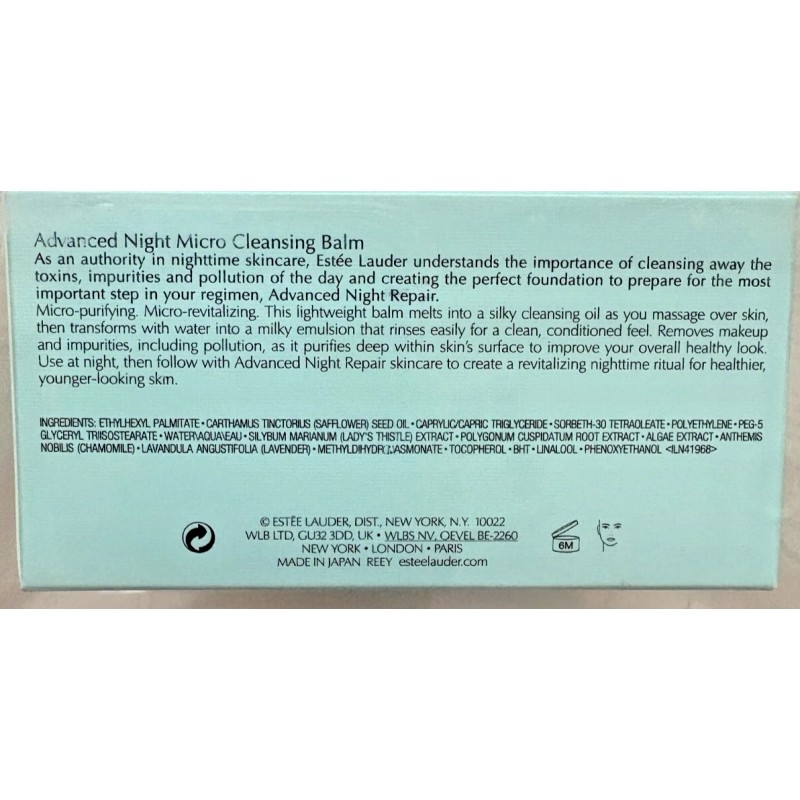 Advanced Night Micro Cleansing Balm
As an authority in nighttime skincare, Estée Lauder understands the importance of cleansing away the
toxins, impurities and pollution of the day and creating the perfect foundation to prepare for the most
important step in your regimen, Advanced Night Repair.
Micro-purifying. Micro-revitalizing. This lightweight balm melts into a silky cleansing oil as you massage over skin,
then transforms with water into a milky emulsion that rinses easily for a clean, conditioned feel. Removes makeup
and impurities, including pollution, as it purifies deep within skin's surface to improve your overall healthy look.
Use at night, then follow with Advanced Night Repair skincare to create a revitalizing nighttime ritual for healthier,
younger-looking skin.
INGREDIENTS: ETHYLHEXYL PALMITATE • CARTHAMUS TINCTORIUS (SAFFLOWER) SEED OIL • CAPRYLIC/CAPRIC TRIGLYCERIDE • SORBETH-30 TETRAOLEATE • POLYETHYLENE • PEG-5
GLYCERYL TRIISOSTEARATE • WATER\AQUA\EAU • SILYBUM MARIANUM (LADY'S THISTLE) EXTRACT • POLYGONUM CUSPIDATUM ROOT EXTRACT • ALGAE EXTRACT • ANTHEMIS
NOBILIS (CHAMOMILE) • LAVANDULA ANGUSTIFOLIA (LAVENDER) • METHYLDIHYDROJASMONATE • TOCOPHEROL • BHT • LINALOOL • PHENOXYETHANOL <ILN41968>
© ESTÉE LAUDER, DIST., NEW YORK, N.Y. 10022
WLB LTD, GU32 3DD, UK • WLBS NV, OEVEL BE-2260
NEW YORK • LONDON • PARIS
MADE IN JAPAN REEY esteelauder.com
6M